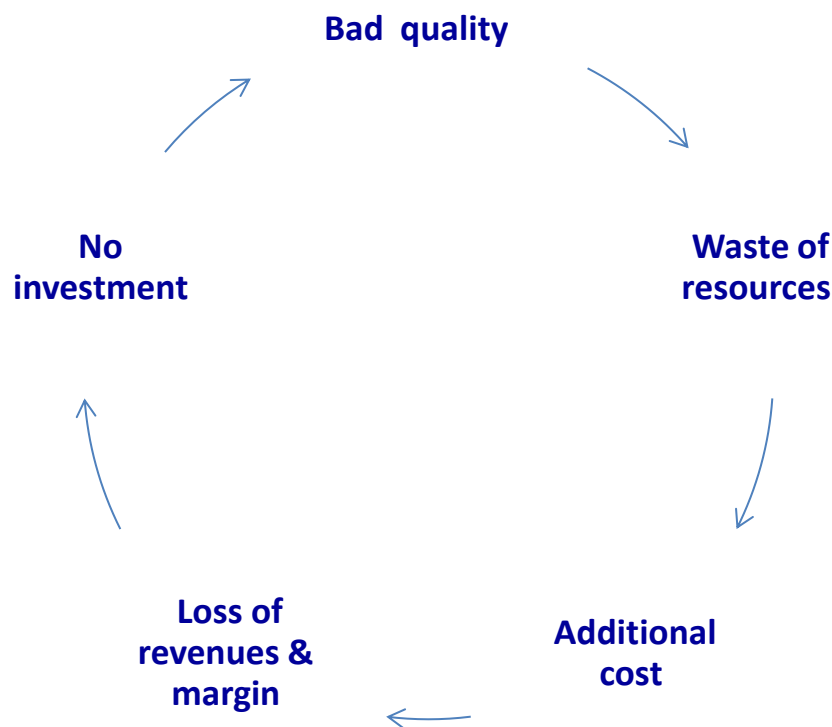 Bad quality
Waste of
resources
Additional
cost
Loss of
revenues &
margin
No
investment